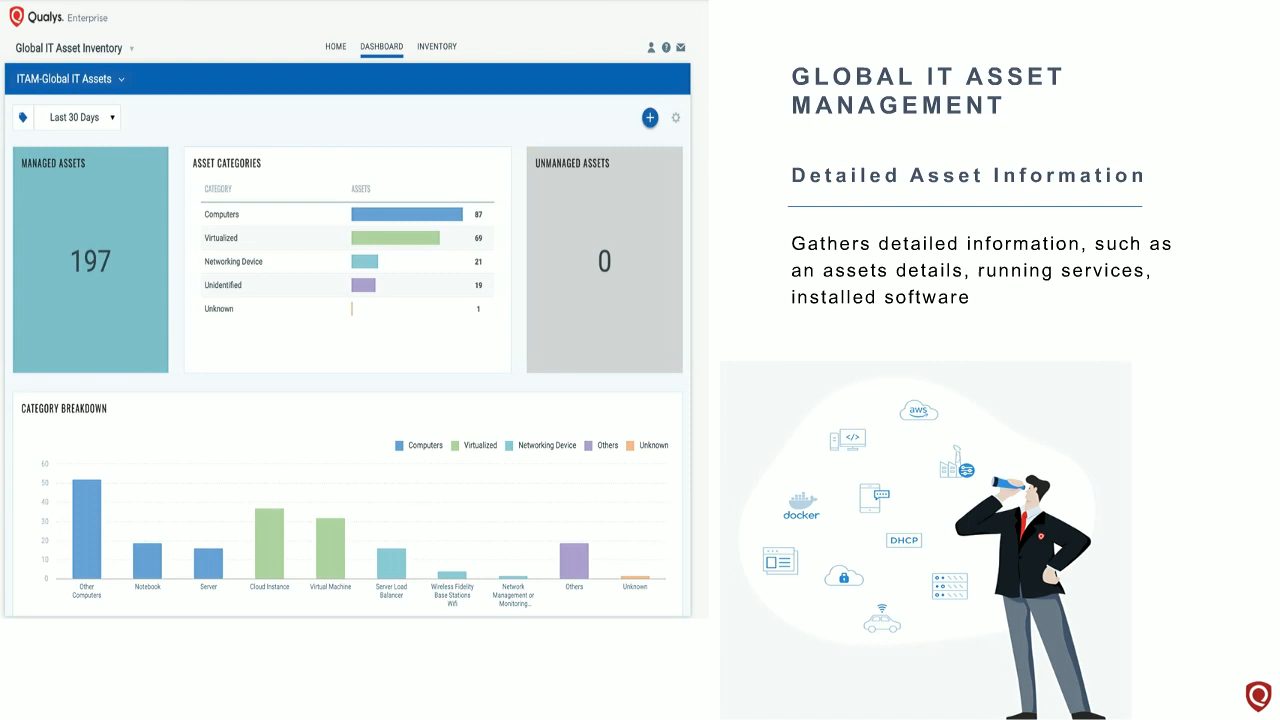 Qualys. Enterprise
Global IT Asset Inventory
HOME DASHBOARD INVENTORY
ITAM-Global IT Assets
Last 30 Days
MANAGED ASSETS
197
ASSET CATEGORIES
CATEGORY ASSETS
Computers 87
Virtualized 69
Networking Device 21
Unidentified 19
Unknown 1
UNMANAGED ASSETS
0
CATEGORY BREAKDOWN
Computers Virtualized Networking Device Others Unknown
60
50
40
30
20
10
0
Other
Computers
Notebook
Server
Cloud Instance
Virtual Machine
Server Load
Balancer
Wireless Fidelity
Base Stations
Wifi
Network
Management or
Monitoring...
Others
Unknown
GLOBAL IT ASSET
MANAGEMENT
Detailed Asset Information
Gathers detailed information, such as
an assets details, running services,
installed software
aws
</>
docker
DHCP